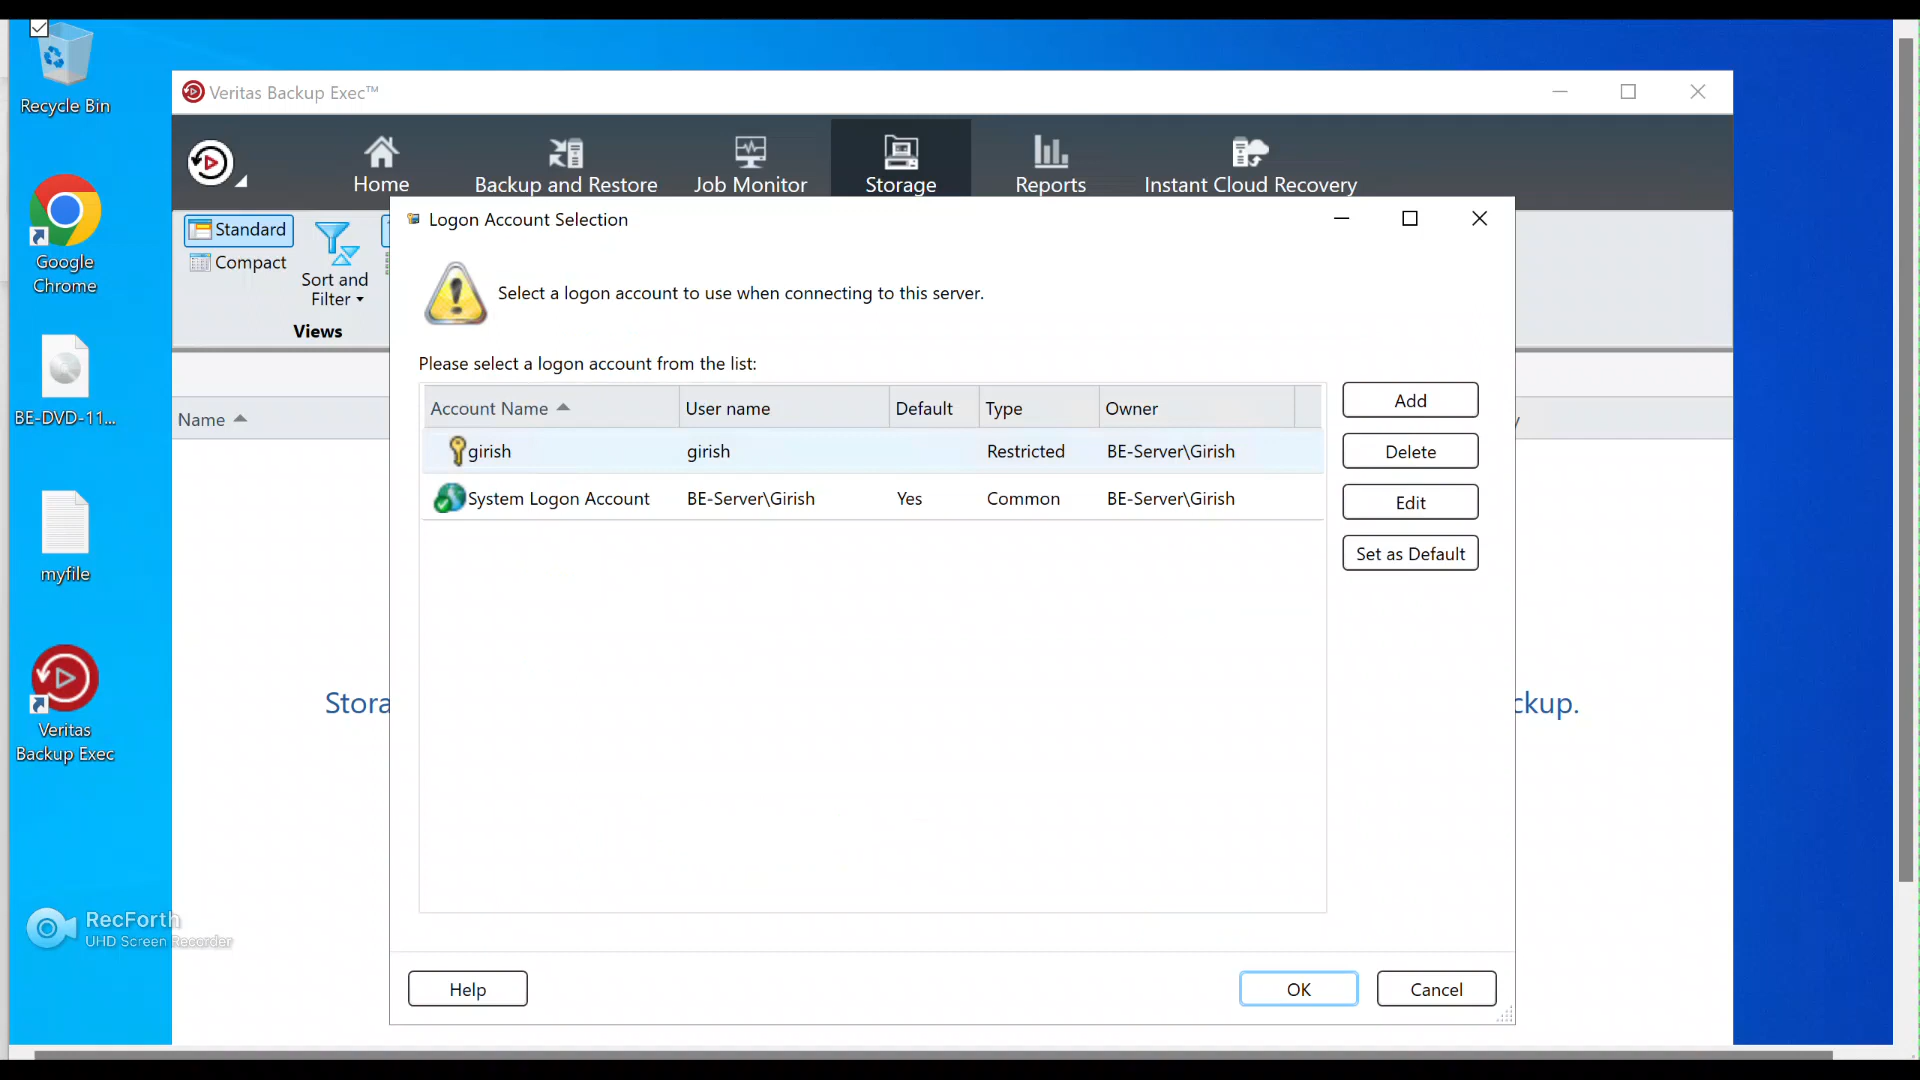 Recycle Bin
Google
Chrome
BE-DVD-11...
myfile
Veritas
Backup Exec
RecForth
UHD Screen Recorder
Veritas Backup Exec™
Home
Backup and Restore
Job Monitor
Storage
Reports
Instant Cloud Recovery
Standard
Compact
Sort and
Filter
Views
Name
Stora
ckup.
Logon Account Selection
Select a logon account to use when connecting to this server.
Please select a logon account from the list:
Account Name User name Default Type Owner
girish girish Restricted BE-Server\Girish
System Logon Account BE-Server\Girish Yes Common BE-Server\Girish
Add
Delete
Edit
Set as Default
Help
OK
Cancel